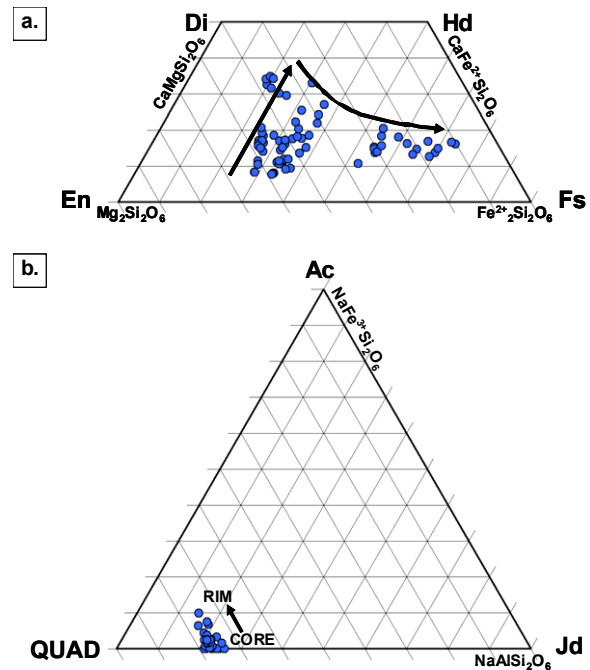 a.
Di
Hd
CaMgSi₂O₆
CaFe²⁺Si₂O₆
En
Mg₂Si₂O₆
Fe²⁺₂Si₂O₆
Fs
b.
Ac
NaFe³⁺Si₂O₆
RIM
CORE
QUAD
Jd
NaAlSi₂O₆